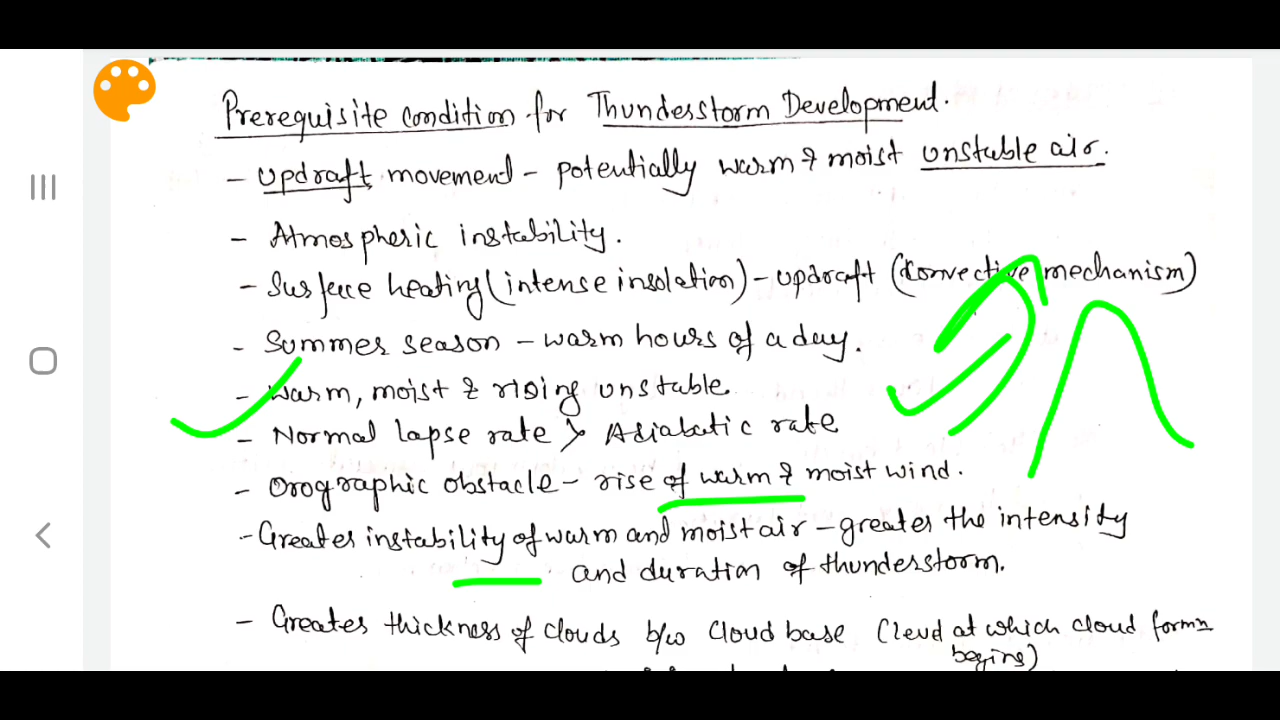 Prerequisite condition for Thunderstorm Development.
- updraft movement - potentially warm & moist unstable air.
- Atmospheric instability.
- Surface heating (intense insolation) - updraft (convective mechanism)
- Summer season - warm hours of a day.
- Warm, moist & rising unstable.
- Normal lapse rate > Adiabatic rate
- Orographic obstacle - rise of warm & moist wind.
- Greater instability of warm and moist air - greater the intensity
and duration of thunderstorm.
- Greater thickness of clouds b/w cloud base (level at which cloud formn
begins)